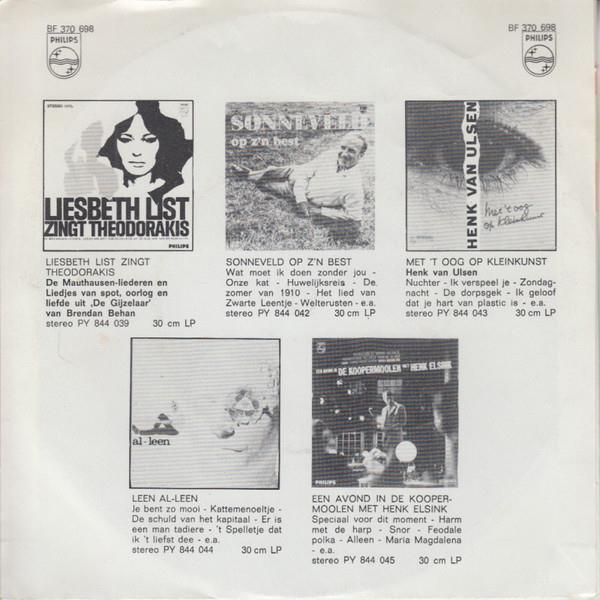 BF 370 698
PHILIPS
BF 370 698
PHILIPS
LIESBETH LIST
ZINGT THEODORAKIS
PHILIPS
SONNEVELD
op z'n best
HENK VAN ULSEN
Met 't oog
op Kleinkunst
LIESBETH LIST ZINGT
THEODORAKIS
De Mauthausen-liederen en
Liedjes van spot, oorlog en
liefde uit ,De Gijzelaar'
van Brendan Behan
stereo PY 844 039 30 cm LP
SONNEVELD OP Z'N BEST
Wat moet ik doen zonder jou -
Onze kat - Huwelijksreis - De
zomer van 1910 - Het lied van
Zwarte Leentje - Welterusten - e.a.
stereo PY 844 042 30 cm LP
MET 'T OOG OP KLEINKUNST
Henk van Ulsen
Nuchter - Ik verspeel je - Zondag-
nacht - De dorpsgek - Ik geloof
dat je hart van plastic is - e.a.
stereo PY 844 043 30 cm LP
al-leen
EEN AVOND IN DE KOOPERMOOLEN MET HENK ELSINK
PHILIPS
LEEN AL-LEEN
Je bent zo mooi - Kattemenoeltje -
De schuld van het kapitaal - Er is
een man tadiere - 't Spelletje dat
ik 't liefst dee - e.a.
stereo PY 844 044 30 cm LP
EEN AVOND IN DE KOOPER-
MOOLEN MET HENK ELSINK
Speciaal voor dit moment - Harm
met de harp - Snor - Feodale
polka - Alleen - Maria Magdalena
- e.a.
stereo PY 844 045 30 cm LP